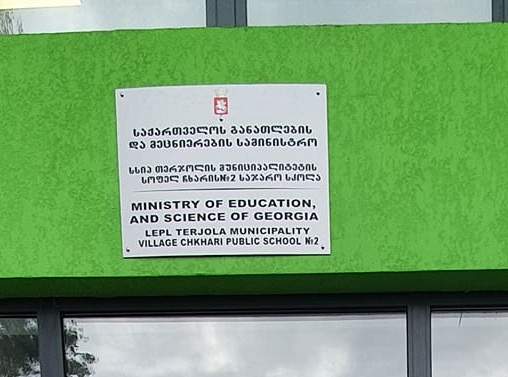 საქართველოს განათლების
და მეცნიერების სამინისტრო
სსიპ თერჯოლის მუნიციპალიტეტის
სოფელ ჩხარის№2 საჯარო სკოლა
MINISTRY OF EDUCATION,
AND SCIENCE OF GEORGIA
LEPL TERJOLA MUNICIPALITY
VILLAGE CHKHARI PUBLIC SCHOOL №2